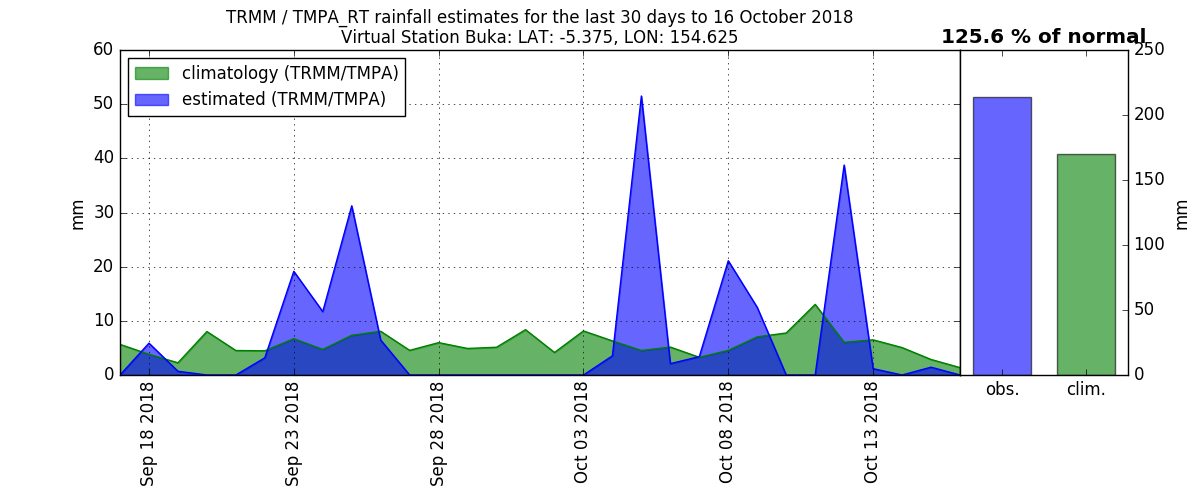 TRMM / TMPA_RT rainfall estimates for the last 30 days to 16 October 2018
Virtual Station Buka: LAT: -5.375, LON: 154.625
125.6 % of normal
climatology (TRMM/TMPA)
estimated (TRMM/TMPA)
60
50
40
30
20
10
0
mm
Sep 18 2018
Sep 23 2018
Sep 28 2018
Oct 03 2018
Oct 08 2018
Oct 13 2018
obs.
clim.
250
200
150
100
50
0
mm